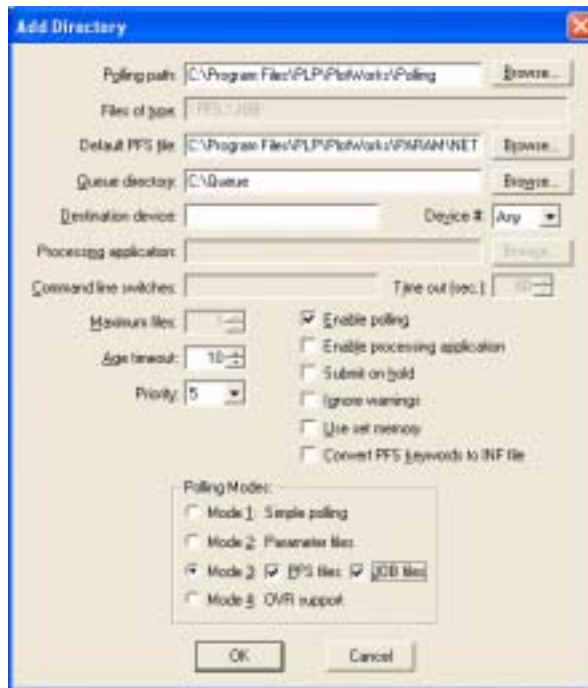 Add Directory
Polling path: C:\Program Files\PLP\PlotWorks\Polling Browse...
Files of type: *.PFS,*.JOB
Default PFS file: C:\Program Files\PLP\PlotWorks\PARAM\NET Browse...
Queue directory: C:\Queue Browse...
Destination device: Device #: Any
Processing application: Browse...
Command line switches: Time out (sec.): 60
Maximum files:
Enable polling
Enable processing application
Age timeout: 10
Submit on hold
Priority: 5
Ignore warnings
Use set memory
Convert PFS keywords to INF file
Polling Modes:
Mode 1: Simple polling
Mode 2: Parameter files
Mode 3: PFS files JOB files
Mode 4: OVR support
OK Cancel